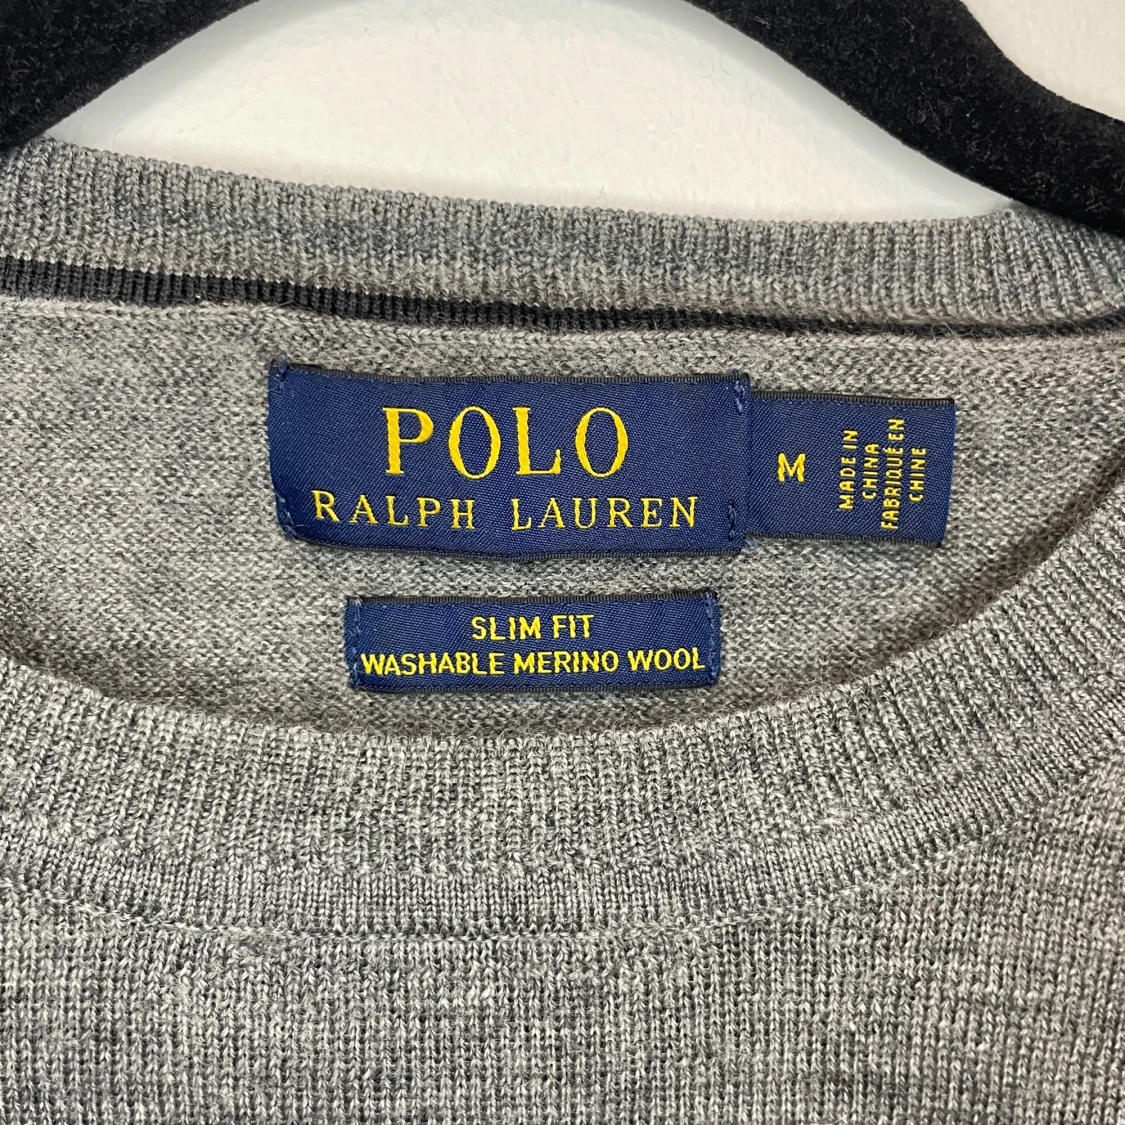 POLO
RALPH LAUREN
M
MADE IN
CHINA
FABRIQUÉ EN
CHINE
SLIM FIT
WASHABLE MERINO WOOL